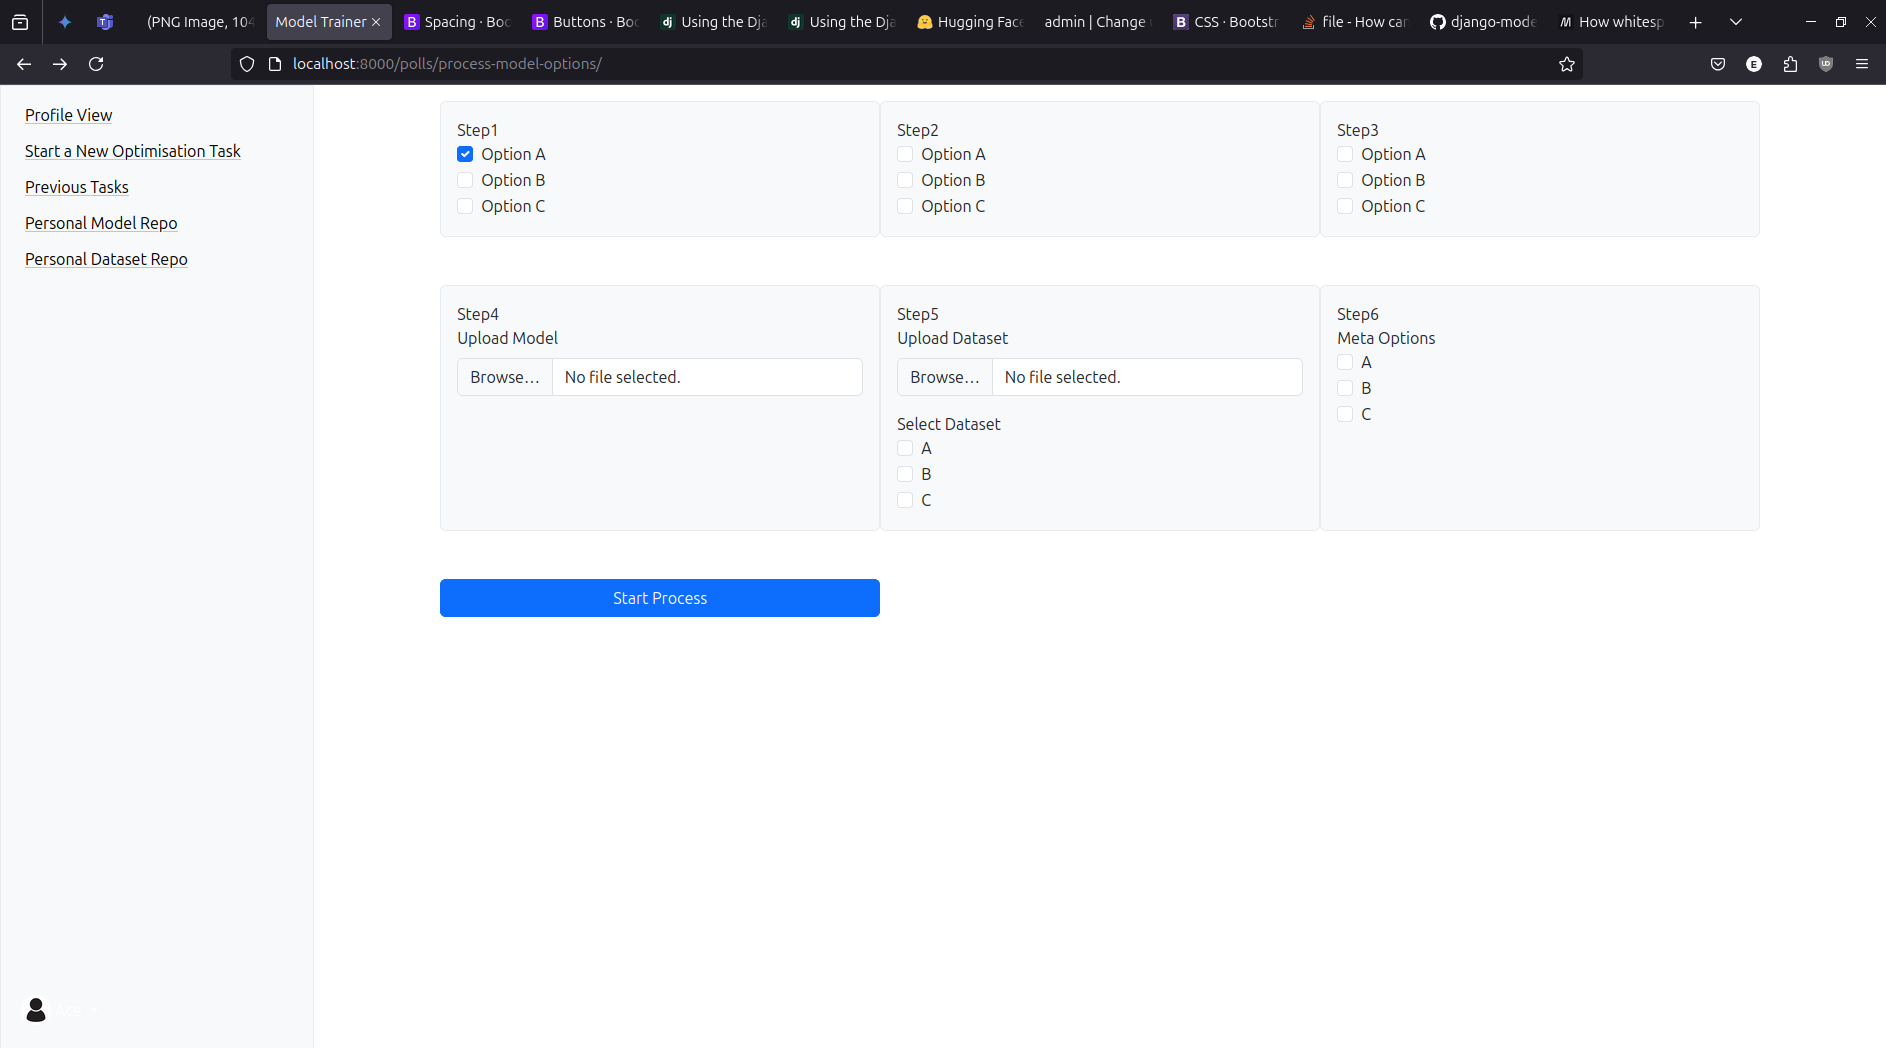 (PNG Image, 104
Model Trainer
Spacing · Boo
Buttons · Boo
Using the Dja
Using the Dja
Hugging Face
admin | Change u
CSS · Bootstr
file - How can
django-mode
How whitesp
localhost:8000/polls/process-model-options/
Profile View
Start a New Optimisation Task
Previous Tasks
Personal Model Repo
Personal Dataset Repo
Step1
Option A
Option B
Option C
Step2
Option A
Option B
Option C
Step3
Option A
Option B
Option C
Step4
Upload Model
Browse… No file selected.
Step5
Upload Dataset
Browse… No file selected.
Select Dataset
A
B
C
Step6
Meta Options
A
B
C
Start Process
Ace